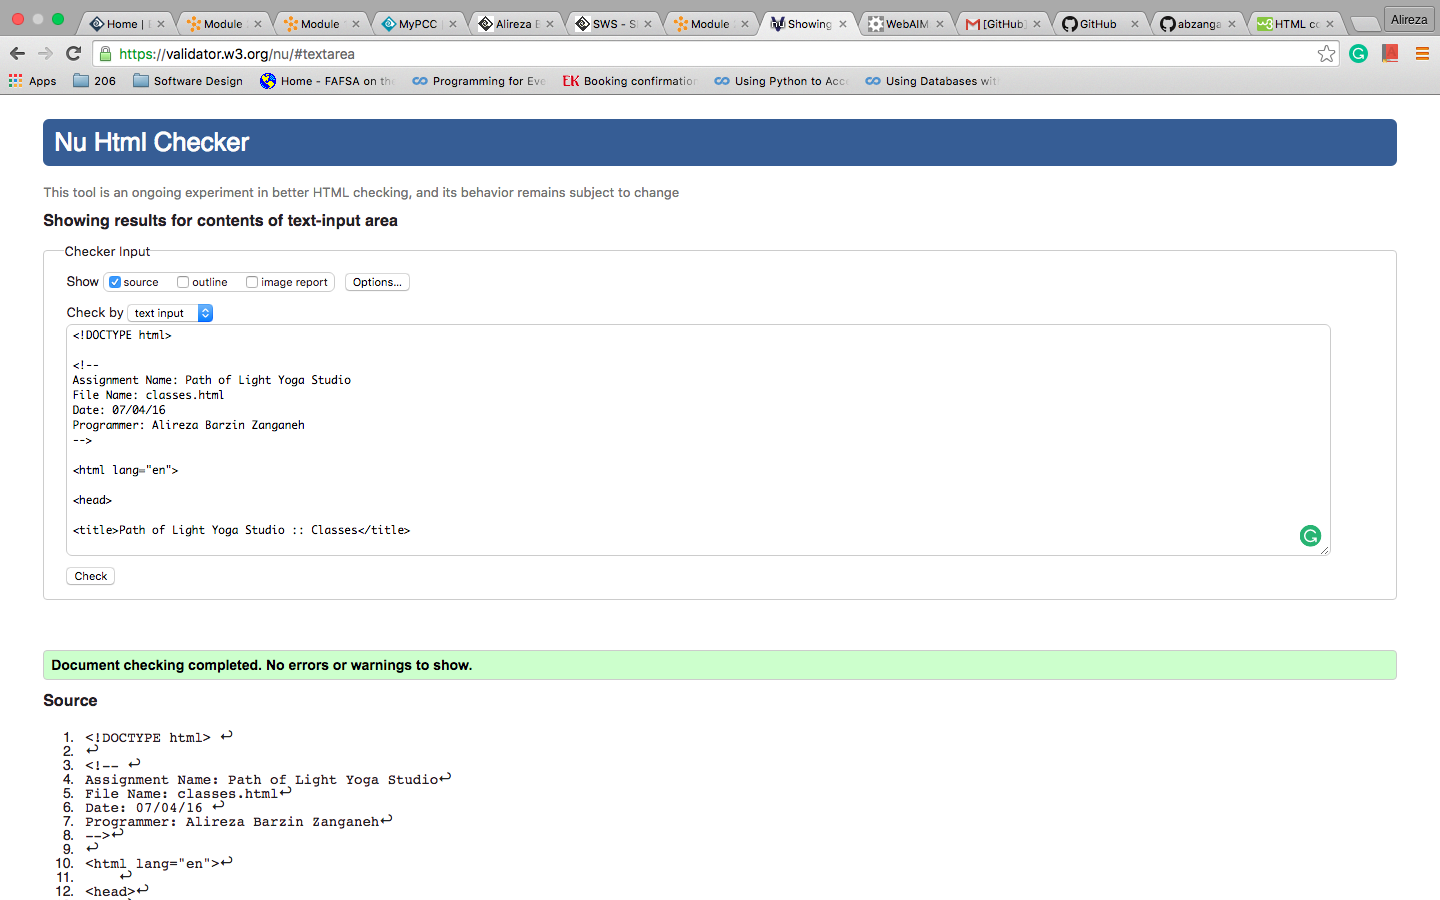 Home | 
Module 
Module 
MyPCC 
Alireza 
SWS - 
Module 
Showing
WebAIM
[GitHub]
GitHub
abzanga
HTML co
Alireza
https://validator.w3.org/nu/#textarea
Apps
206
Software Design
Home - FAFSA on the
Programming for Eve
EK Booking confirmation
Using Python to Acce
Using Databases with
Nu Html Checker
This tool is an ongoing experiment in better HTML checking, and its behavior remains subject to change
Showing results for contents of text-input area
Checker Input
Show source outline image report Options...
Check by text input
<!DOCTYPE html>
<!--
Assignment Name: Path of Light Yoga Studio
File Name: classes.html
Date: 07/04/16
Programmer: Alireza Barzin Zanganeh
-->
<html lang="en">
<head>
<title>Path of Light Yoga Studio :: Classes</title>
Check
Document checking completed. No errors or warnings to show.
Source
1. <!DOCTYPE html> ↩
2. ↩
3. <!-- ↩
4. Assignment Name: Path of Light Yoga Studio↩
5. File Name: classes.html↩
6. Date: 07/04/16 ↩
7. Programmer: Alireza Barzin Zanganeh↩
8. -->↩
9. ↩
10. <html lang="en">↩
11. ↩
12. <head>↩